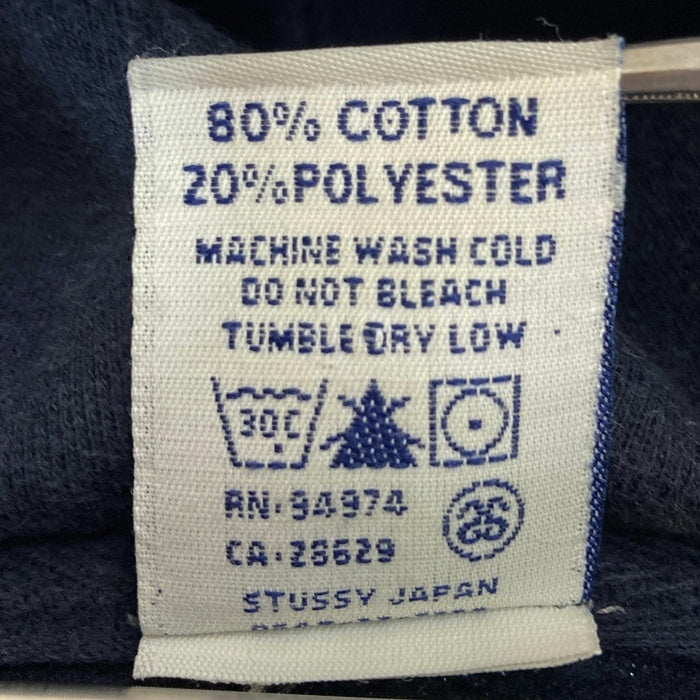 80% COTTON
20% POLYESTER
MACHINE WASH COLD
DO NOT BLEACH
TUMBLE DRY LOW
30C
RN:94974
CA:28629
STUSSY JAPAN